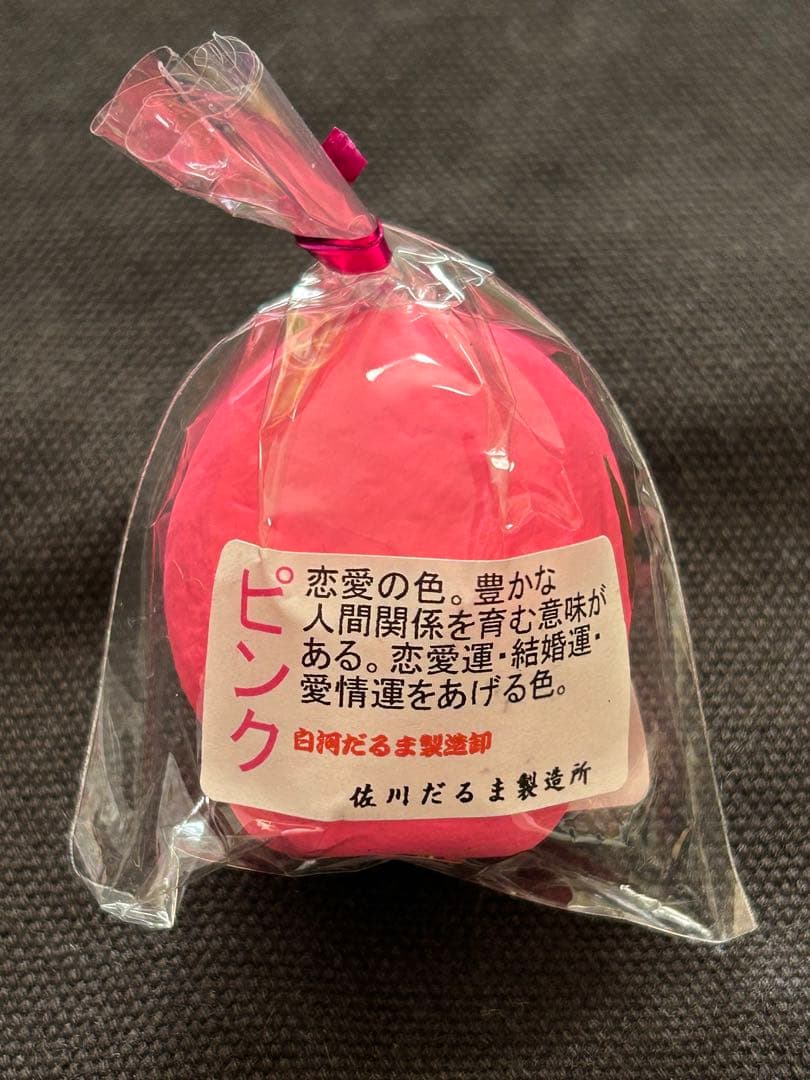 ピンク
恋愛の色。豊かな
人間関係を育む意味が
ある。恋愛運・結婚運・
愛情運をあげる色。
白河だるま製造卸
佐川だるま製造所